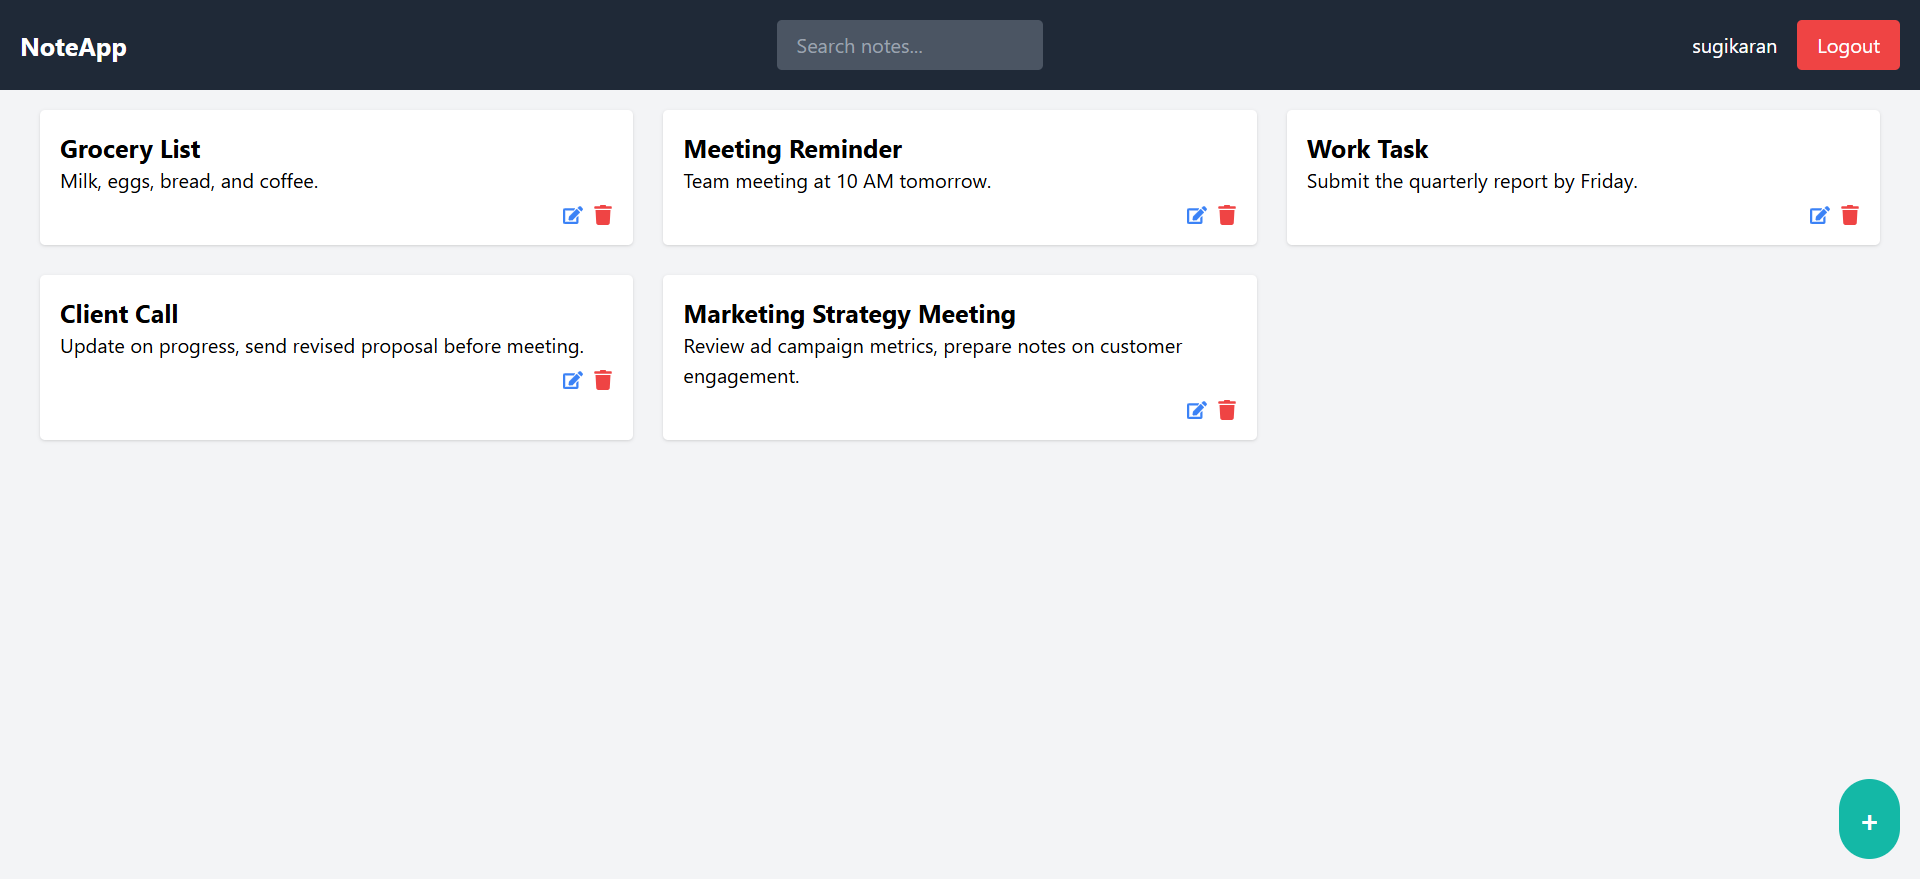 NoteApp
Search notes...
sugikaran
Logout
Grocery List
Milk, eggs, bread, and coffee.
Meeting Reminder
Team meeting at 10 AM tomorrow.
Work Task
Submit the quarterly report by Friday.
Client Call
Update on progress, send revised proposal before meeting.
Marketing Strategy Meeting
Review ad campaign metrics, prepare notes on customer
engagement.
+